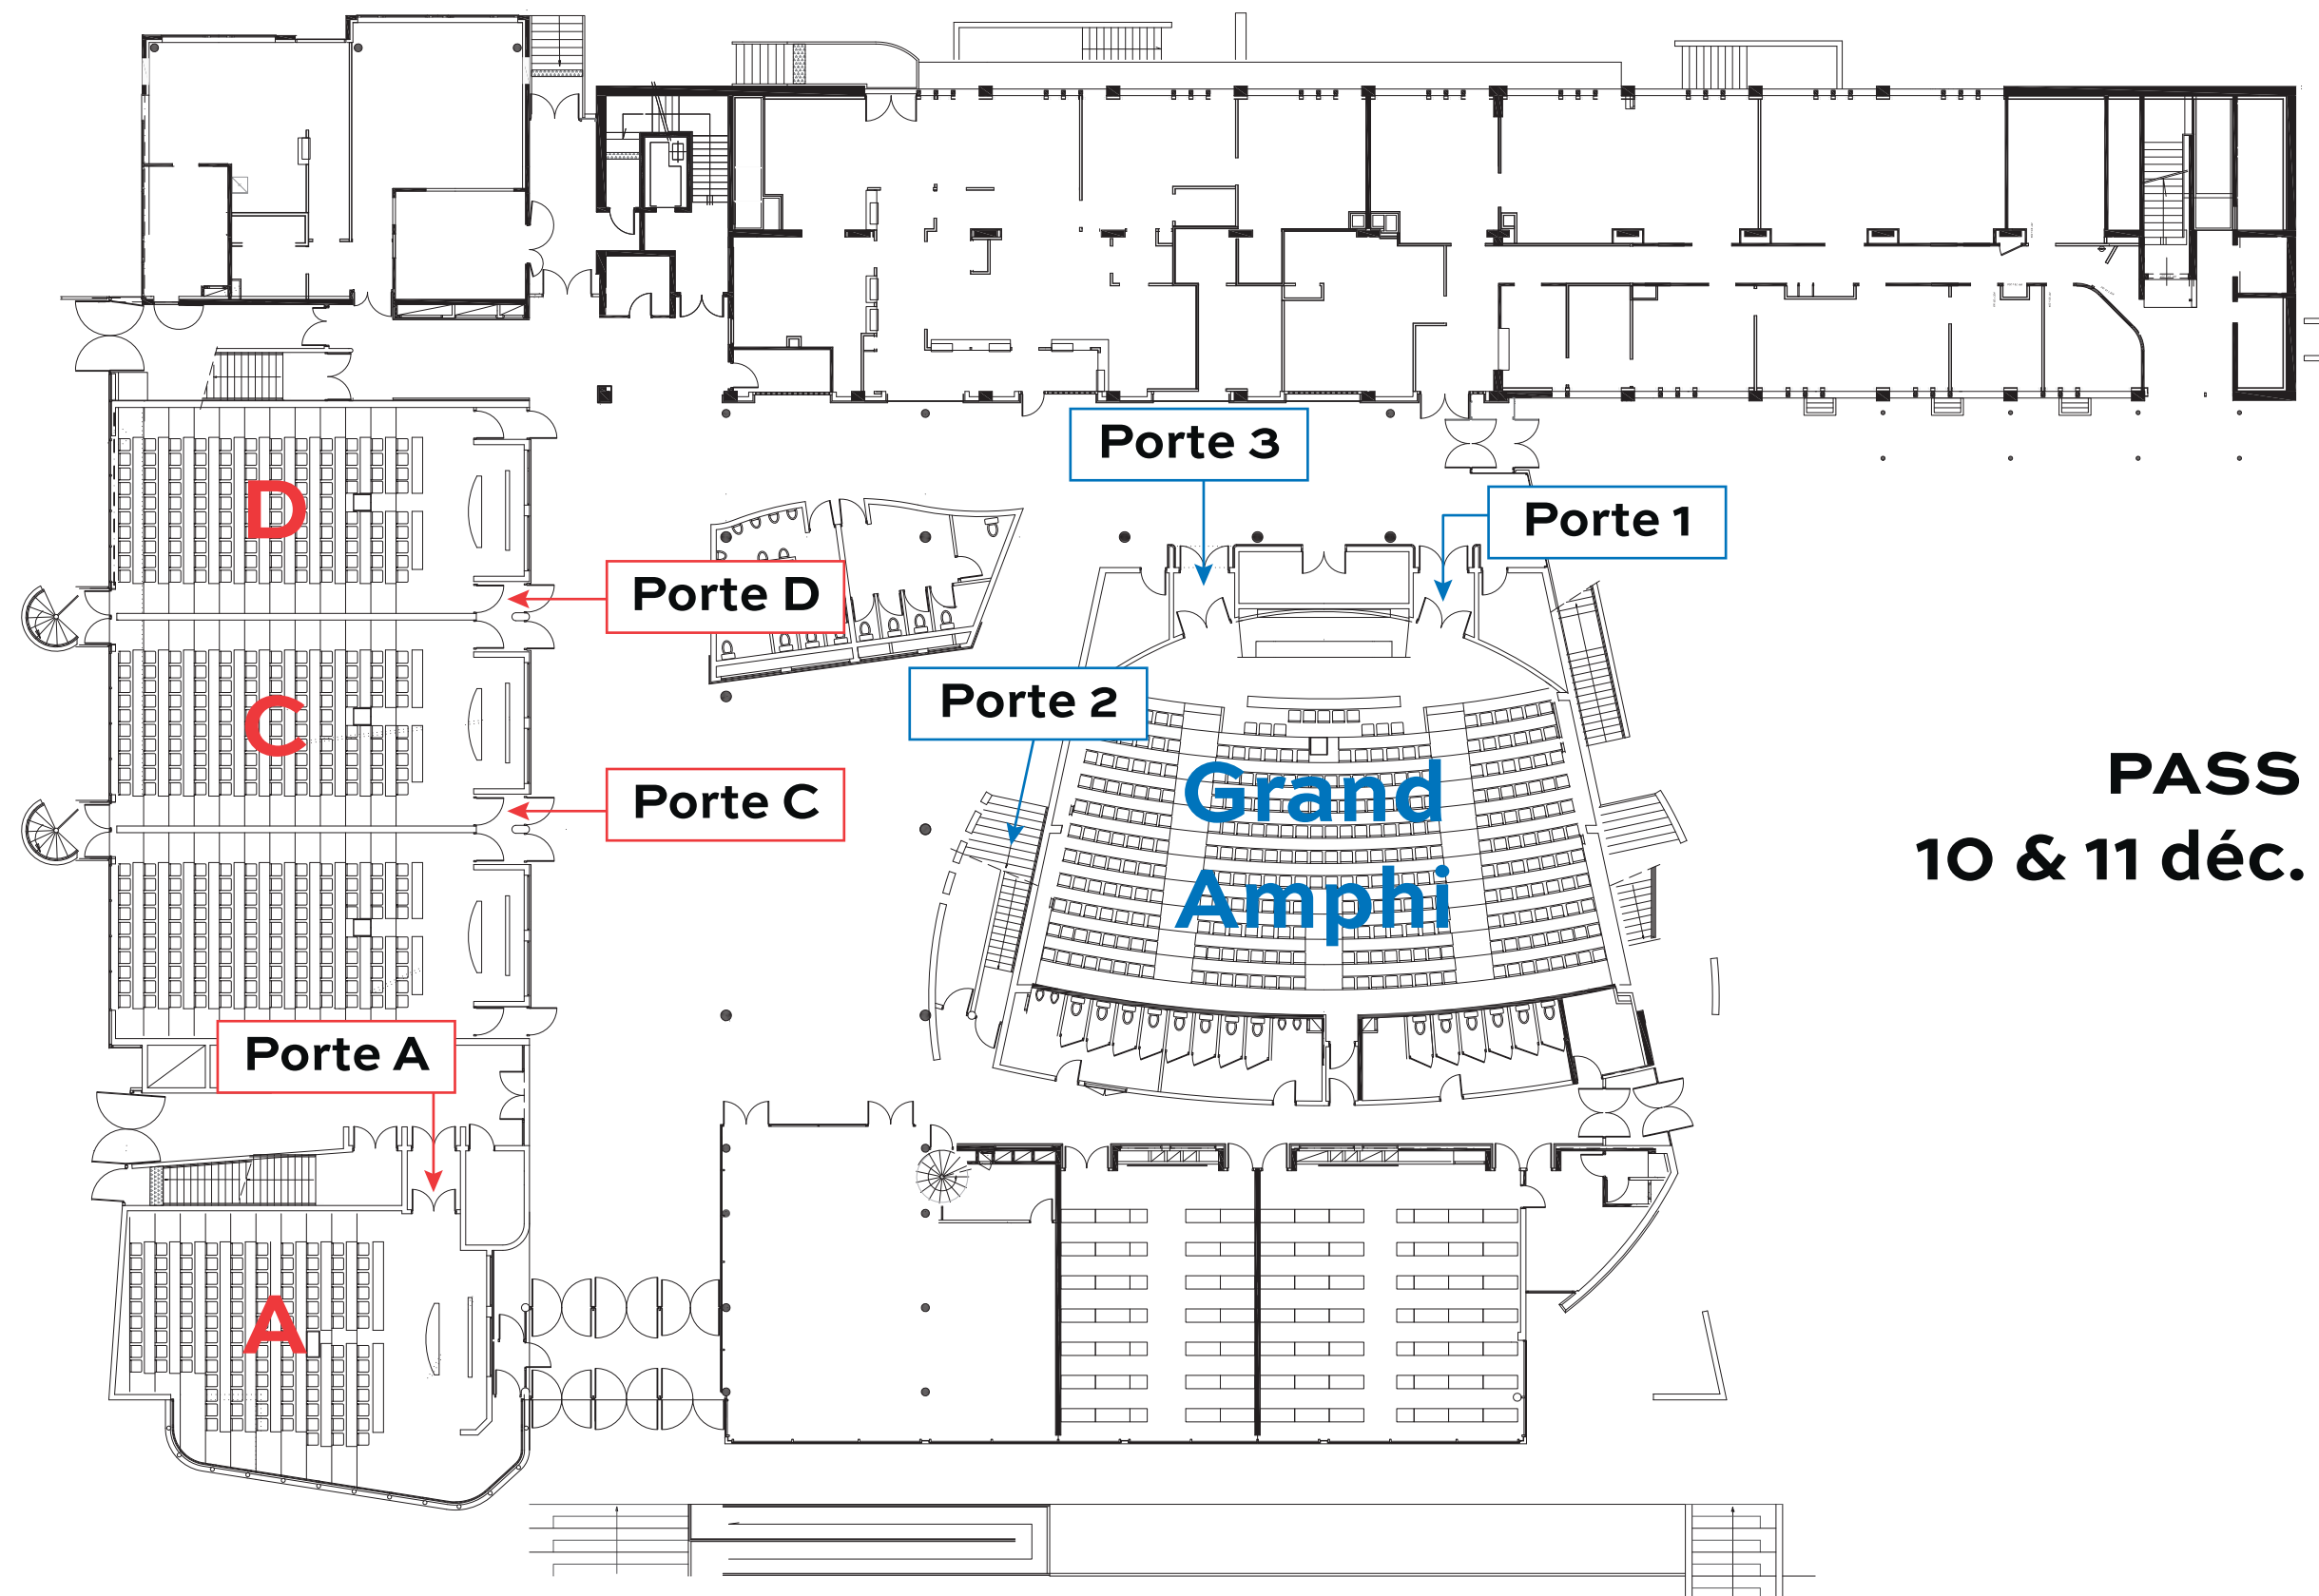 Porte 3
Porte 1
D
Porte D
Porte 2
C
Porte C
Grand
Amphi
PASS
10 & 11 déc.
Porte A
A